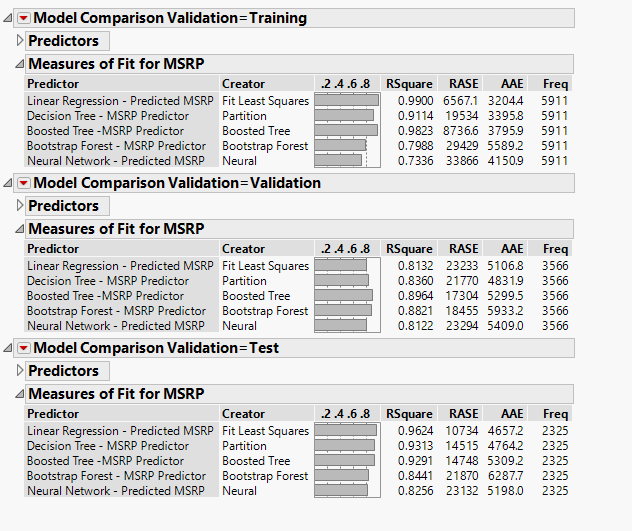 Model Comparison Validation=Training
Predictors
Measures of Fit for MSRP
Predictor Creator .2 .4 .6 .8 RSquare RASE AAE Freq
Linear Regression - Predicted MSRP Fit Least Squares 0.9900 6567.1 3204.4 5911
Decision Tree - MSRP Predictor Partition 0.9114 19534 3395.8 5911
Boosted Tree -MSRP Predictor Boosted Tree 0.9823 8736.6 3795.9 5911
Bootstrap Forest - MSRP Predictor Bootstrap Forest 0.7988 29429 5589.2 5911
Neural Network - Predicted MSRP Neural 0.7336 33866 4150.9 5911
Model Comparison Validation=Validation
Predictors
Measures of Fit for MSRP
Predictor Creator .2 .4 .6 .8 RSquare RASE AAE Freq
Linear Regression - Predicted MSRP Fit Least Squares 0.8132 23233 5106.8 3566
Decision Tree - MSRP Predictor Partition 0.8360 21770 4831.9 3566
Boosted Tree -MSRP Predictor Boosted Tree 0.8964 17304 5299.5 3566
Bootstrap Forest - MSRP Predictor Bootstrap Forest 0.8821 18455 5933.2 3566
Neural Network - Predicted MSRP Neural 0.8122 23294 5409.0 3566
Model Comparison Validation=Test
Predictors
Measures of Fit for MSRP
Predictor Creator .2 .4 .6 .8 RSquare RASE AAE Freq
Linear Regression - Predicted MSRP Fit Least Squares 0.9624 10734 4657.2 2325
Decision Tree - MSRP Predictor Partition 0.9313 14515 4764.2 2325
Boosted Tree -MSRP Predictor Boosted Tree 0.9291 14748 5309.2 2325
Bootstrap Forest - MSRP Predictor Bootstrap Forest 0.8441 21870 6287.7 2325
Neural Network - Predicted MSRP Neural 0.8256 23132 5198.0 2325